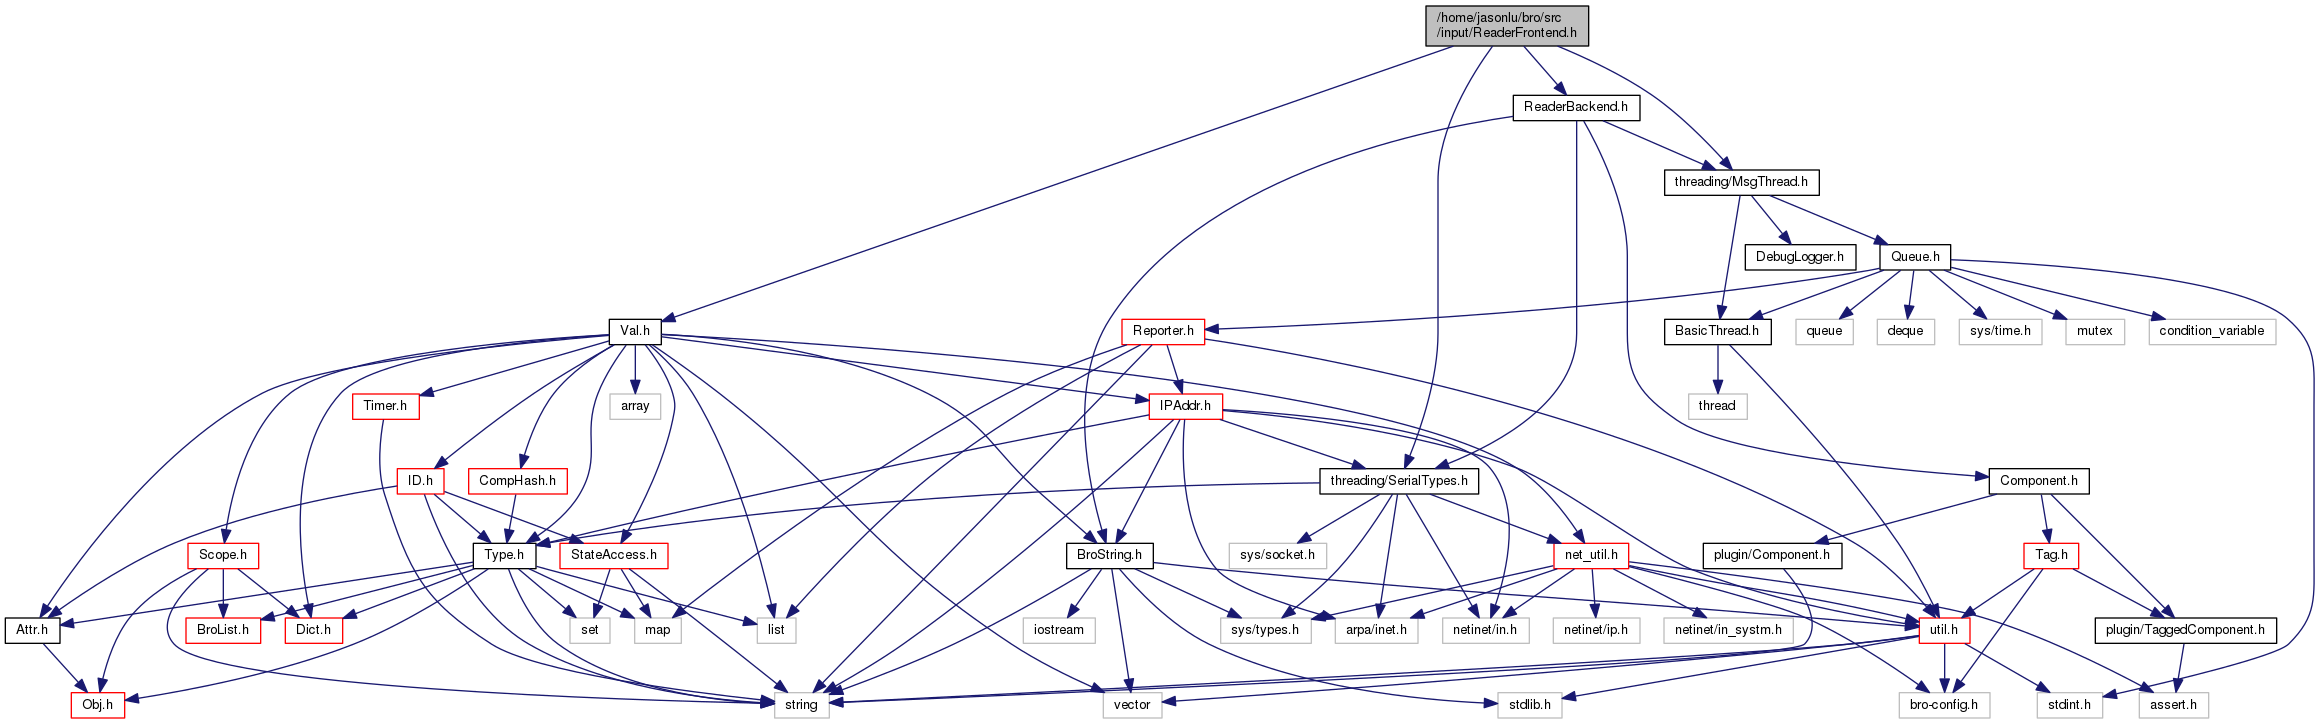 /home/jasonlu/bro/src
/input/ReaderFrontend.h
ReaderBackend.h
threading/MsgThread.h
DebugLogger.h
Queue.h
Val.h
Reporter.h
BasicThread.h
queue
deque
sys/time.h
mutex
condition_variable
Timer.h
array
IPAddr.h
thread
ID.h
CompHash.h
threading/SerialTypes.h
Component.h
Scope.h
Type.h
StateAccess.h
BroString.h
sys/socket.h
net_util.h
plugin/Component.h
Tag.h
Attr.h
BroList.h
Dict.h
set
map
list
iostream
sys/types.h
arpa/inet.h
netinet/in.h
netinet/ip.h
netinet/in_systm.h
util.h
plugin/TaggedComponent.h
Obj.h
string
vector
stdlib.h
bro-config.h
stdint.h
assert.h